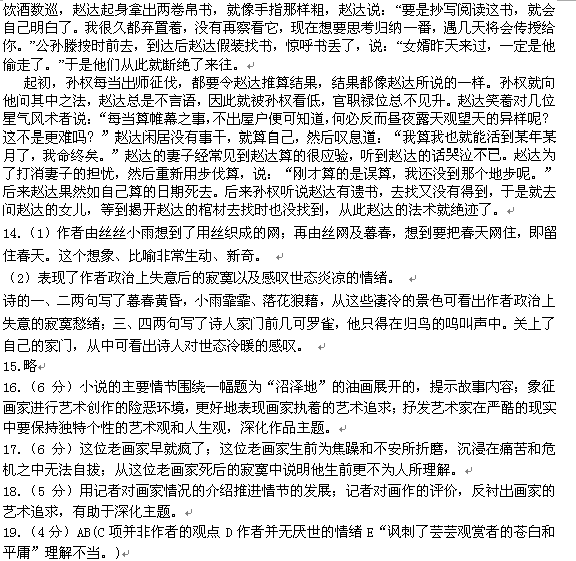 饮酒数巡，赵达起身拿出两卷帛书，就像手指那样粗，赵达说：“要是抄写阅读这书，就会
自己明白了。我很久都弃置着，没有再察看它，现在想要思考归纳一番，遇几天将会传授给
你。”公孙滕按时前去，到达后赵达假装找书，惊呼书丢了，说：“女婿昨天来过，一定是他
偷走了。”于是他们从此就断绝了来往。
起初，孙权每当出师征伐，都要令赵达推算结果，结果都像赵达所说的一样。孙权就向
他问其中之法，赵达总是不言语，因此就被孙权看低，官职禄位总不见升。赵达笑着对几位
星气风术者说：“每当算帷幕之事，不出屋户便可知道，何必反而昼夜露天观望天的异样呢？
这不是更难吗？”赵达闲居没有事干，就算自己，然后叹息道：“我算我也就能活到某年某
月了，我命终矣。”赵达的妻子经常见到赵达算的很应验，听到赵达的话哭泣不已。赵达为
了打消妻子的担忧，然后重新用步伐算，说：“刚才算的是误算，我还没到那个地步呢。”
后来赵达果然如自己算的日期死去。后来孙权听说赵达有遗书，去找又没有得到，于是就去
问赵达的女儿，等到揭开赵达的棺材去找时也没找到，从此赵达的法术就绝迹了。
14.（1）作者由丝丝小雨想到了用丝织成的网；再由丝网及暮春，想到要把春天网住，即留
住春天。这个想象、比喻非常生动、新奇。
（2）表现了作者政治上失意后的寂寞以及感叹世态炎凉的情绪。
诗的一、二两句写了暮春黄昏，小雨霏霏、落花狼藉，从这些凄冷的景色可看出作者政治上
失意的寂寞愁绪；三、四两句写了诗人家门前几可罗雀，他只得在归鸟的鸣叫声中。关上了
自己的家门，从中可看出诗人对世态冷暖的感叹。
15.略
16.（6 分）小说的主要情节围绕一幅题为“沼泽地”的油画展开的，提示故事内容；象征
画家进行艺术创作的险恶环境，更好地表现画家执着的艺术追求；抒发艺术家在严酷的现实
中要保持独特个性的艺术观和人生观，深化作品主题。
17.（6 分）这位老画家早就疯了；这位老画家生前为焦躁和不安所折磨，沉浸在痛苦和危
机之中无法自拔；从这位老画家死后的寂寞中说明他生前更不为人所理解。
18.（5 分）用记者对画家情况的介绍推进情节的发展；记者对画作的评价，反衬出画家的
艺术追求，有助于深化主题。
19.（4 分）AB(C 项并非作者的观点 D 作者并无厌世的情绪 E“讽刺了芸芸观赏者的苍白和
平庸”理解不当。)